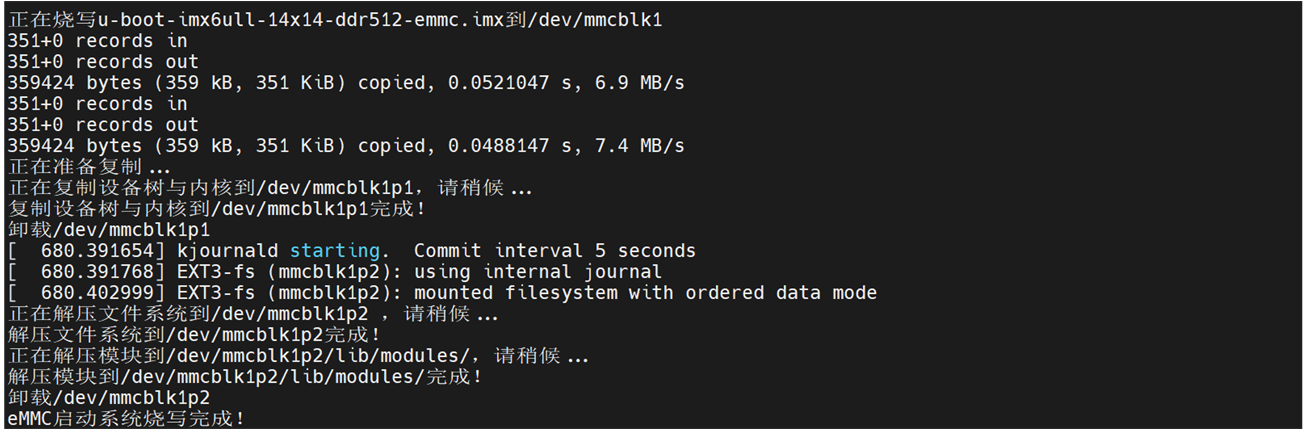 正在烧写u-boot-imx6ull-14x14-ddr512-emmc.imx到/dev/mmcblk1
351+0 records in
351+0 records out
359424 bytes (359 kB, 351 KiB) copied, 0.0521047 s, 6.9 MB/s
351+0 records in
351+0 records out
359424 bytes (359 kB, 351 KiB) copied, 0.0488147 s, 7.4 MB/s
正在准备复制...
正在复制设备树与内核到/dev/mmcblk1p1，请稍候...
复制设备树与内核到/dev/mmcblk1p1完成！
卸载/dev/mmcblk1p1
[  680.391654] kjournald starting.  Commit interval 5 seconds
[  680.391768] EXT3-fs (mmcblk1p2): using internal journal
[  680.402999] EXT3-fs (mmcblk1p2): mounted filesystem with ordered data mode
正在解压文件系统到/dev/mmcblk1p2 ，请稍候...
解压文件系统到/dev/mmcblk1p2完成！
正在解压模块到/dev/mmcblk1p2/lib/modules/，请稍候...
解压模块到/dev/mmcblk1p2/lib/modules/完成！
卸载/dev/mmcblk1p2
eMMC启动系统烧写完成！